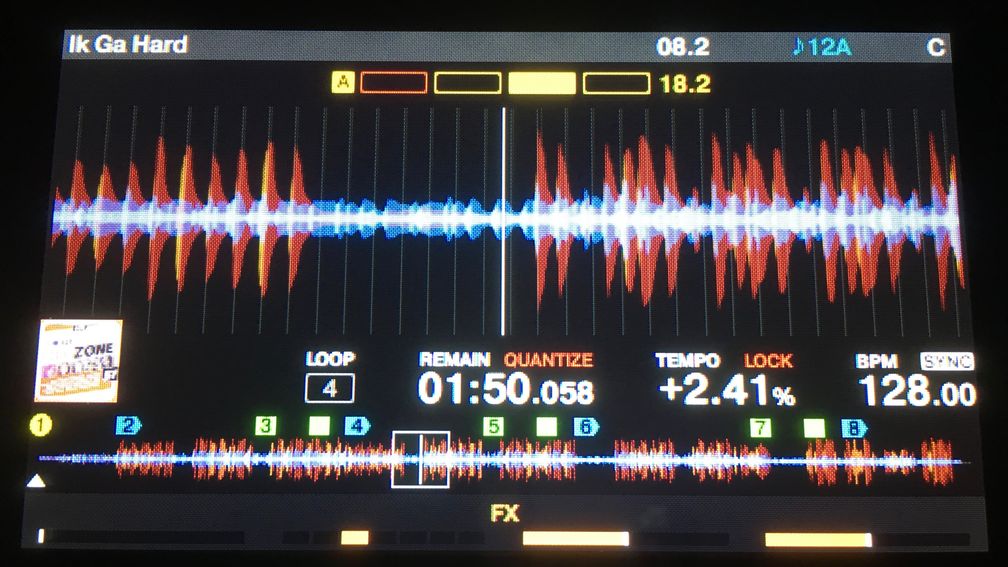 Ik Ga Hard 08.2 ♪12A C
A 18.2
ZONE
LOOP REMAIN QUANTIZE TEMPO LOCK BPM SYNC
4 01:50.058 +2.41% 128.00
1 2 3 4 5 6 7 8
FX